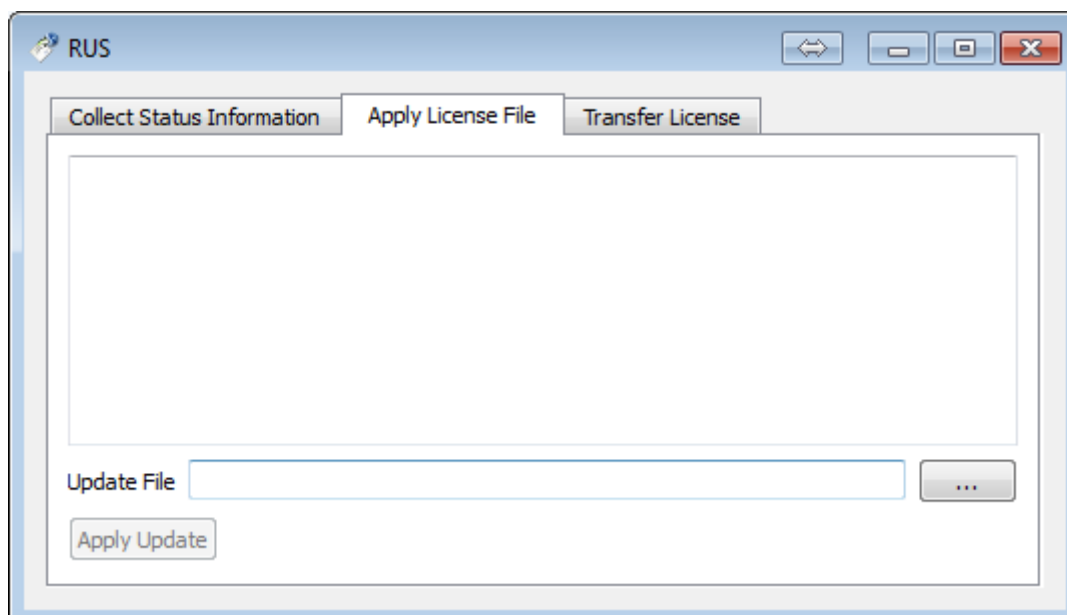 RUS
Collect Status Information
Apply License File
Transfer License
Update File
...
Apply Update